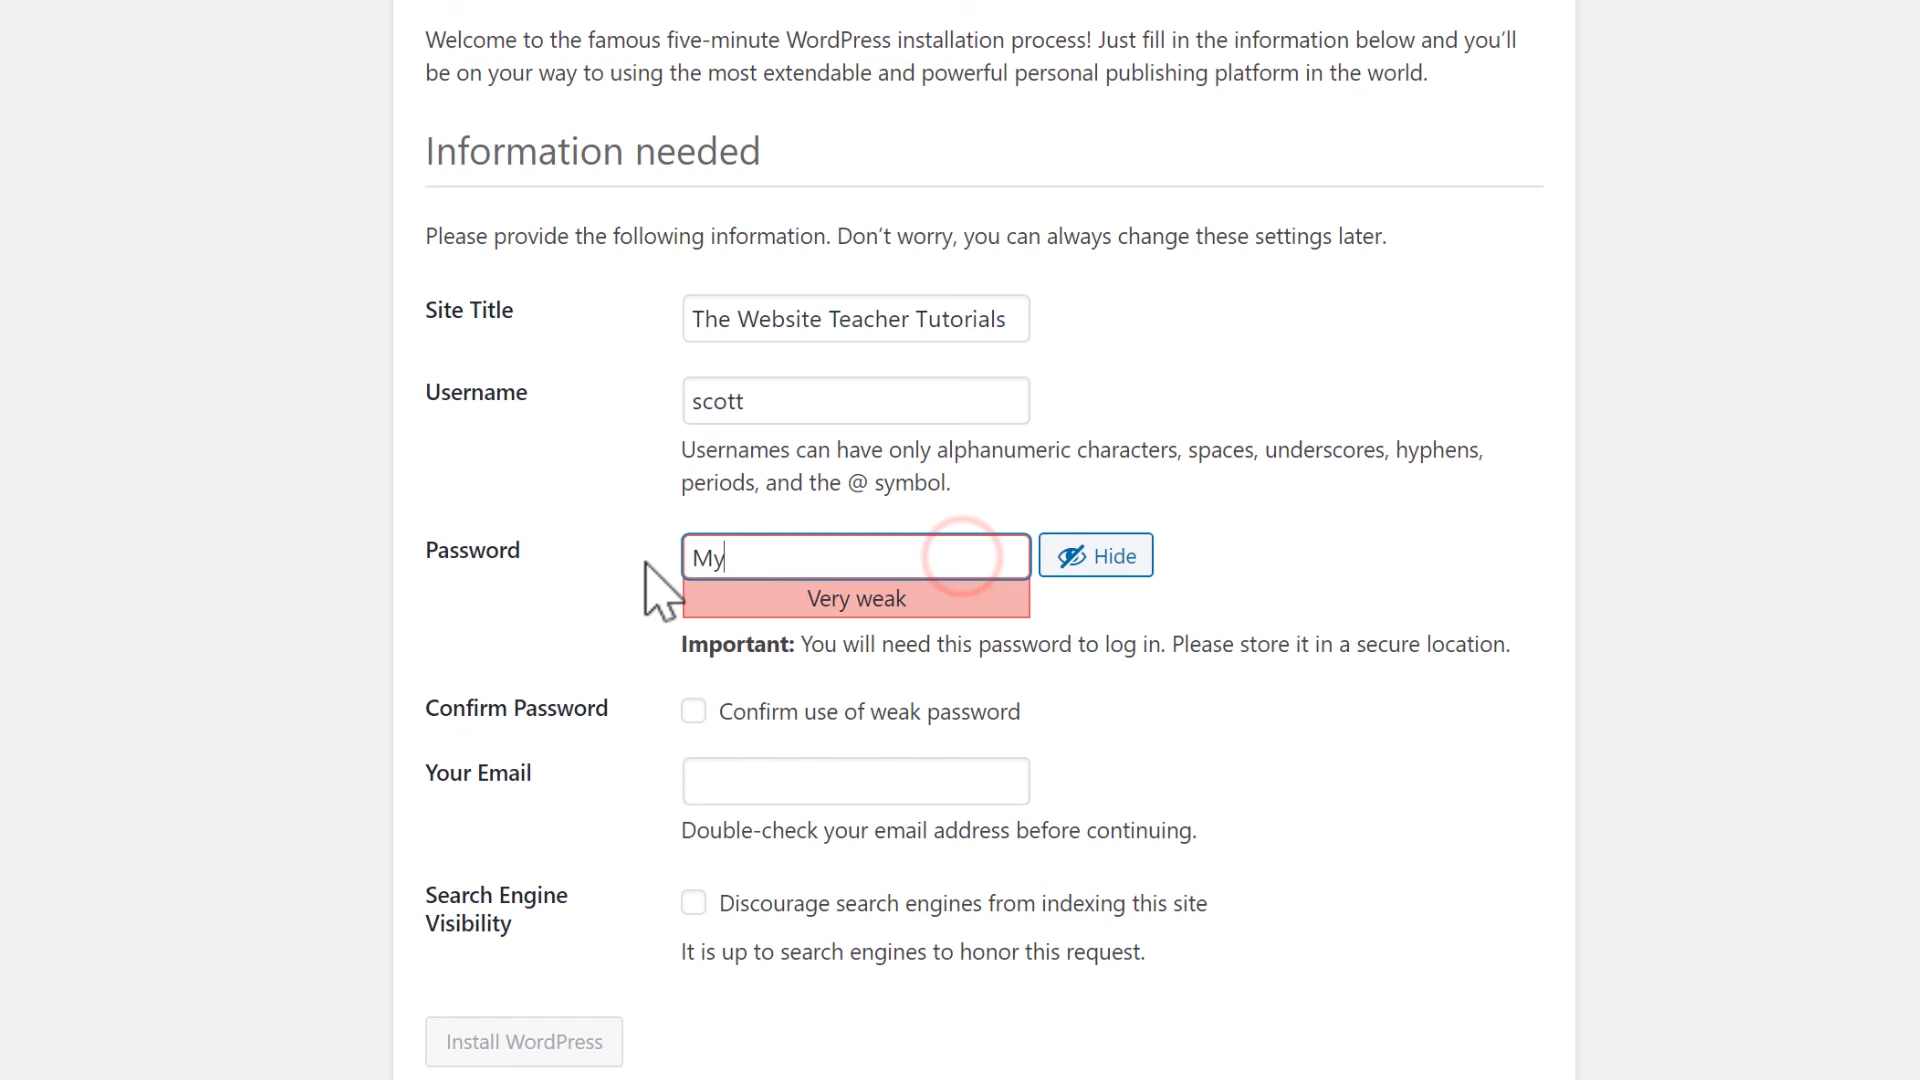 Welcome to the famous five-minute WordPress installation process! Just fill in the information below and you’ll
be on your way to using the most extendable and powerful personal publishing platform in the world.
Information needed
Please provide the following information. Don’t worry, you can always change these settings later.
Site Title
The Website Teacher Tutorials
Username
scott
Usernames can have only alphanumeric characters, spaces, underscores, hyphens,
periods, and the @ symbol.
Password
My
Hide
Very weak
Important: You will need this password to log in. Please store it in a secure location.
Confirm Password
Confirm use of weak password
Your Email
Double-check your email address before continuing.
Search Engine
Visibility
Discourage search engines from indexing this site
It is up to search engines to honor this request.
Install WordPress